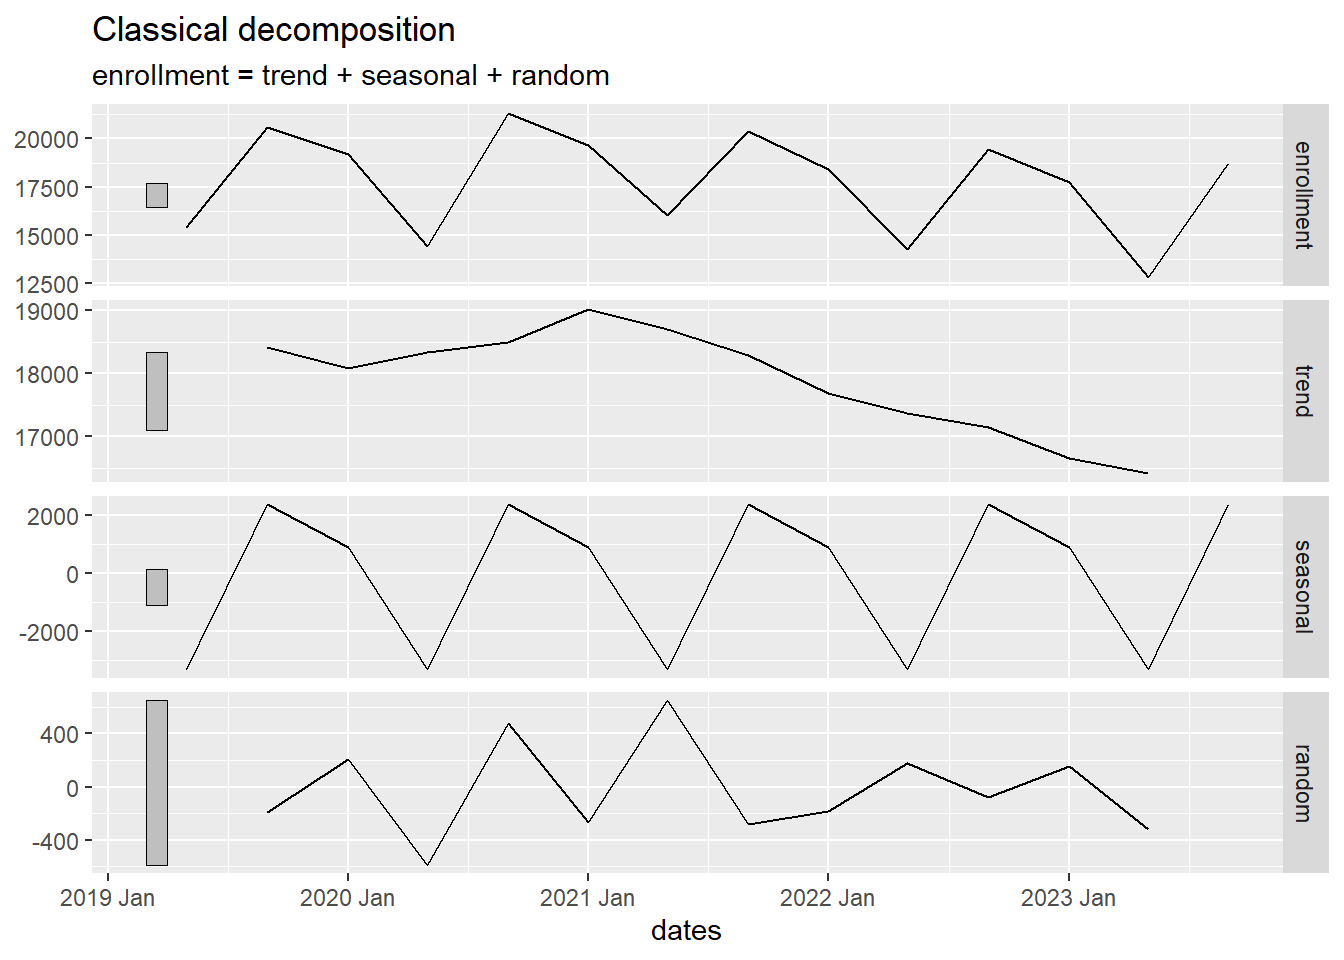 Classical decomposition
enrollment = trend + seasonal + random
20000
17500
15000
12500
enrollment
19000
18000
17000
trend
2000
0
-2000
seasonal
400
0
-400
random
2019 Jan
2020 Jan
2021 Jan
2022 Jan
2023 Jan
dates